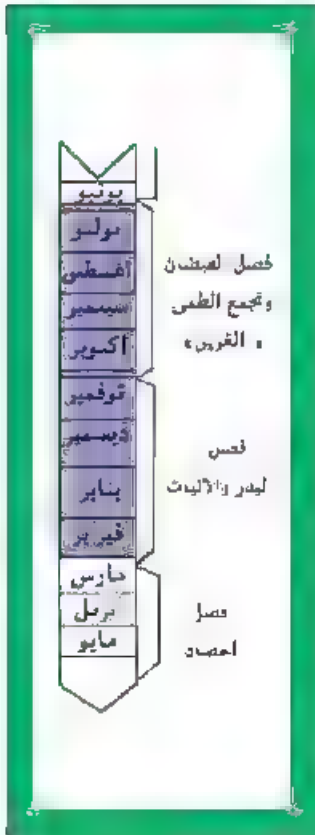 يونيو
يوليو
أغسطس
سبتمبر
أكتوبر
نوفمبر
ديسمبر
يناير
فبراير
مارس
إبريل
مايو
فصل الفيضان
وتجمع الطمى
« الغرين »
فصل
البذر والإنبات
فصل
الحصاد